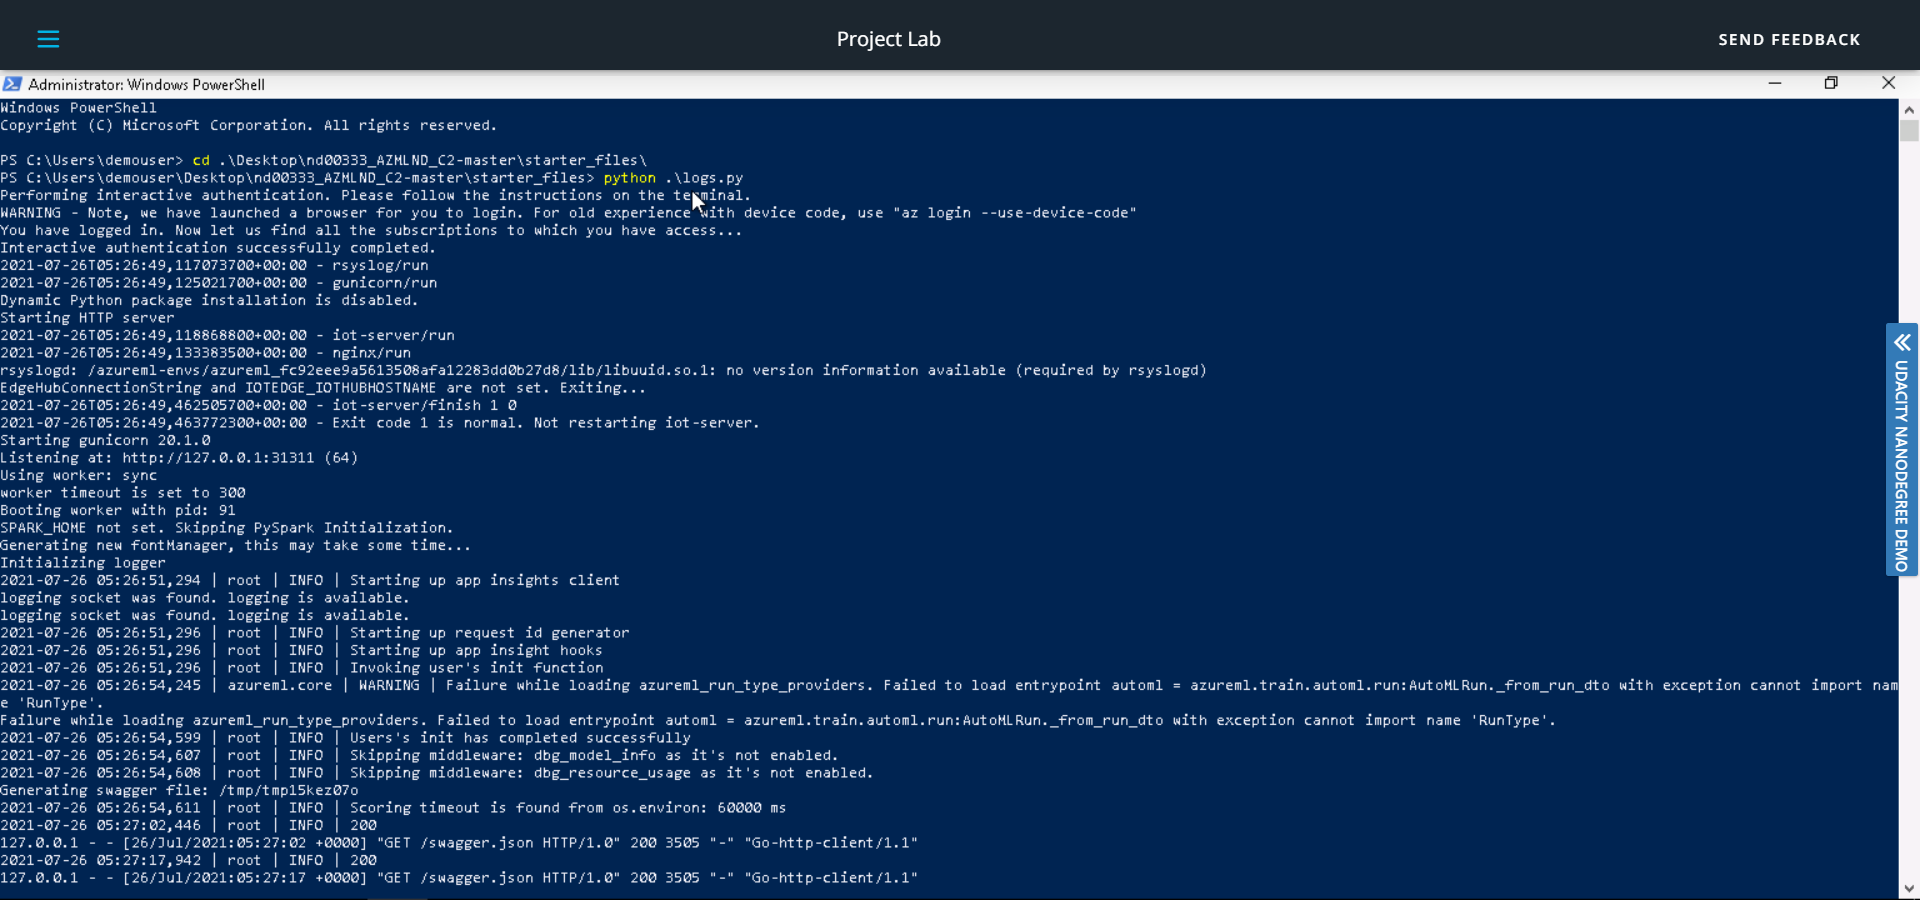 Project Lab
SEND FEEDBACK
Administrator: Windows PowerShell
Windows PowerShell
Copyright (C) Microsoft Corporation. All rights reserved.
PS C:\Users\demouser> cd .\Desktop\nd00333_AZMLND_C2-master\starter_files\
PS C:\Users\demouser\Desktop\nd00333_AZMLND_C2-master\starter_files> python .\logs.py
Performing interactive authentication. Please follow the instructions on the terminal.
WARNING - Note, we have launched a browser for you to login. For old experience with device code, use "az login --use-device-code"
You have logged in. Now let us find all the subscriptions to which you have access...
Interactive authentication successfully completed.
2021-07-26T05:26:49,117073700+00:00 - rsyslog/run
2021-07-26T05:26:49,125021700+00:00 - gunicorn/run
Dynamic Python package installation is disabled.
Starting HTTP server
2021-07-26T05:26:49,118868800+00:00 - iot-server/run
2021-07-26T05:26:49,133383500+00:00 - nginx/run
rsyslogd: /azureml-envs/azureml_fc92eee9a5613508afa12283dd0b27d8/lib/libuuid.so.1: no version information available (required by rsyslogd)
EdgeHubConnectionString and IOTEDGE_IOTHUBHOSTNAME are not set. Exiting...
2021-07-26T05:26:49,462505700+00:00 - iot-server/finish 1 0
2021-07-26T05:26:49,463772300+00:00 - Exit code 1 is normal. Not restarting iot-server.
Starting gunicorn 20.1.0
Listening at: http://127.0.0.1:31311 (64)
Using worker: sync
worker timeout is set to 300
Booting worker with pid: 91
SPARK_HOME not set. Skipping PySpark Initialization.
Generating new fontManager, this may take some time...
Initializing logger
2021-07-26 05:26:51,294 | root | INFO | Starting up app insights client
logging socket was found. logging is available.
logging socket was found. logging is available.
2021-07-26 05:26:51,296 | root | INFO | Starting up request id generator
2021-07-26 05:26:51,296 | root | INFO | Starting up app insight hooks
2021-07-26 05:26:51,296 | root | INFO | Invoking user's init function
2021-07-26 05:26:54,245 | azureml.core | WARNING | Failure while loading azureml_run_type_providers. Failed to load entrypoint automl = azureml.train.automl.run:AutoMLRun._from_run_dto with exception cannot import nam
e 'RunType'.
Failure while loading azureml_run_type_providers. Failed to load entrypoint automl = azureml.train.automl.run:AutoMLRun._from_run_dto with exception cannot import name 'RunType'.
2021-07-26 05:26:54,599 | root | INFO | Users's init has completed successfully
2021-07-26 05:26:54,607 | root | INFO | Skipping middleware: dbg_model_info as it's not enabled.
2021-07-26 05:26:54,608 | root | INFO | Skipping middleware: dbg_resource_usage as it's not enabled.
Generating swagger file: /tmp/tmp15kez07o
2021-07-26 05:26:54,611 | root | INFO | Scoring timeout is found from os.environ: 60000 ms
2021-07-26 05:27:02,446 | root | INFO | 200
127.0.0.1 - - [26/Jul/2021:05:27:02 +0000] "GET /swagger.json HTTP/1.0" 200 3505 "-" "Go-http-client/1.1"
2021-07-26 05:27:17,942 | root | INFO | 200
127.0.0.1 - - [26/Jul/2021:05:27:17 +0000] "GET /swagger.json HTTP/1.0" 200 3505 "-" "Go-http-client/1.1"
UDACITY NANODEGREE DEMO